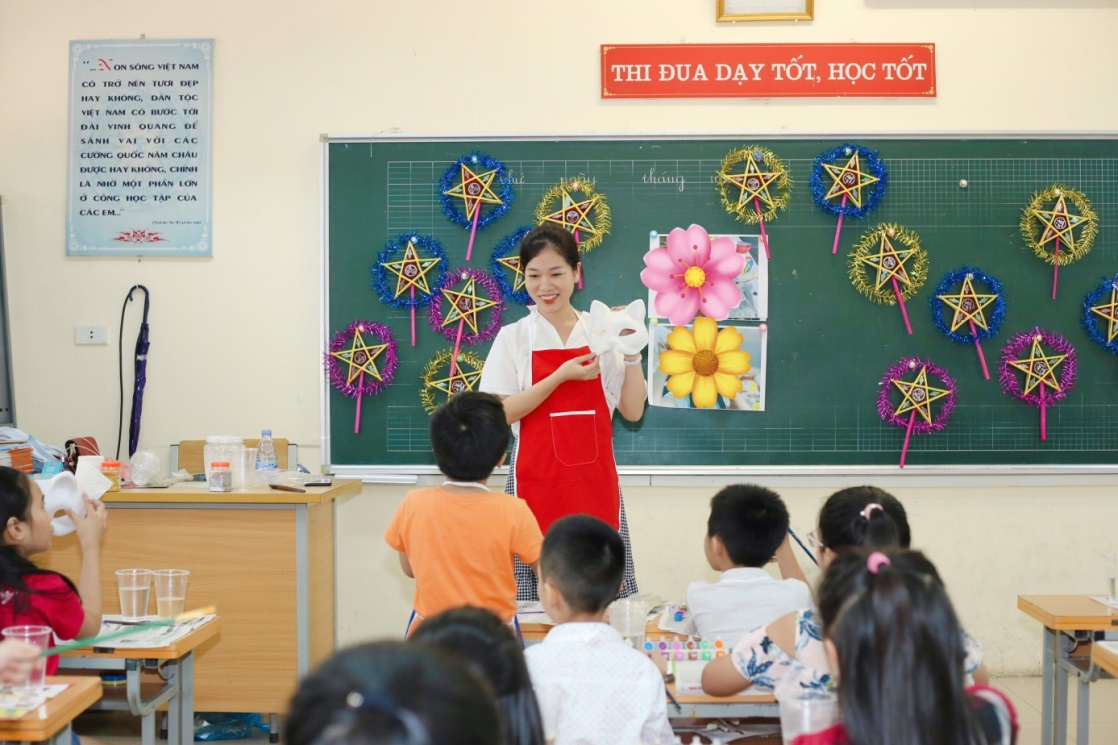 "...NON SÔNG VIỆT NAM
CÓ TRỞ NÊN TƯƠI ĐẸP
HAY KHÔNG, DÂN TỘC
VIỆT NAM CÓ BƯỚC TỚI
ĐÀI VINH QUANG ĐỂ
SÁNH VAI VỚI CÁC
CƯỜNG QUỐC NĂM CHÂU
ĐƯỢC HAY KHÔNG, CHÍNH
LÀ NHỜ MỘT PHẦN LỚN
Ở CÔNG HỌC TẬP CỦA
CÁC EM..."
THI ĐUA DẠY TỐT, HỌC TỐT
Thứ ngày tháng